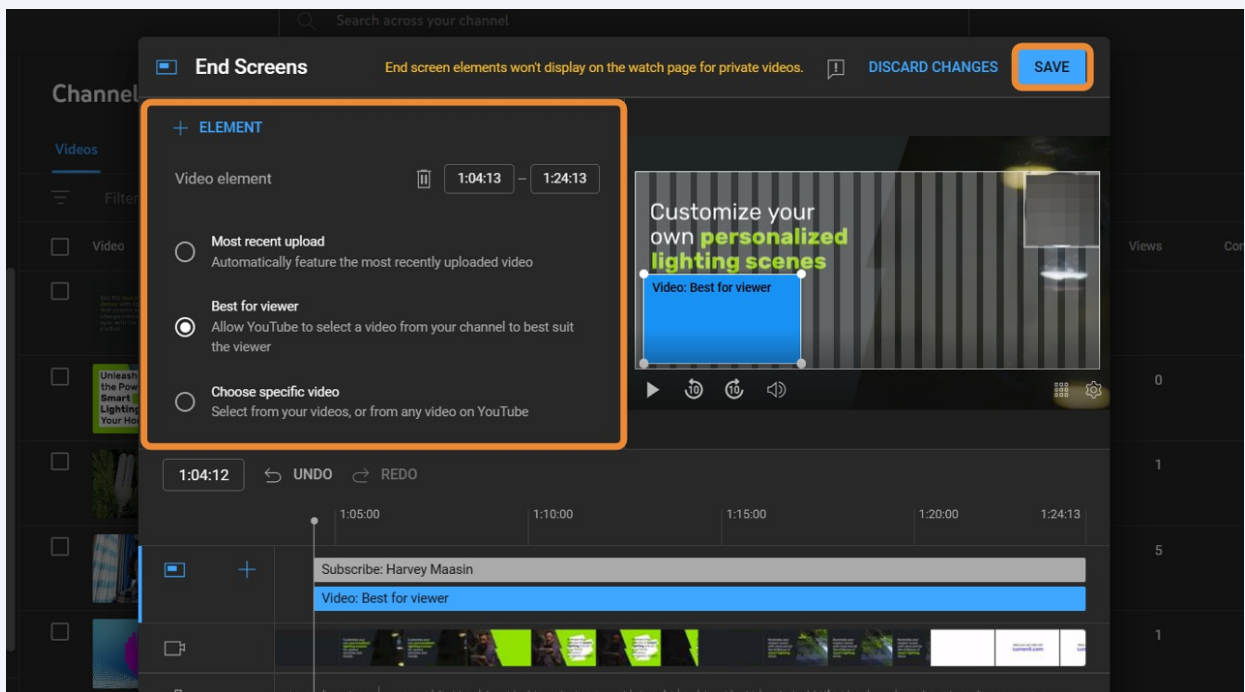 Search across your channel
End Screens
End screen elements won't display on the watch page for private videos.
DISCARD CHANGES
SAVE
Channel
Videos
Filter
Video
Views
Con
+ ELEMENT
Video element
1:04:13 – 1:24:13
Most recent upload
Automatically feature the most recently uploaded video
Best for viewer
Allow YouTube to select a video from your channel to best suit
the viewer
Choose specific video
Select from your videos, or from any video on YouTube
Customize your
own personalized
lighting scenes
Video: Best for viewer
10
10
Unleash
the Pow
Smart
Lighting
Your Ho
0
1
5
1
1:04:12
UNDO
REDO
1:05:00
1:10:00
1:15:00
1:20:00
1:24:13
Subscribe: Harvey Maasin
Video: Best for viewer